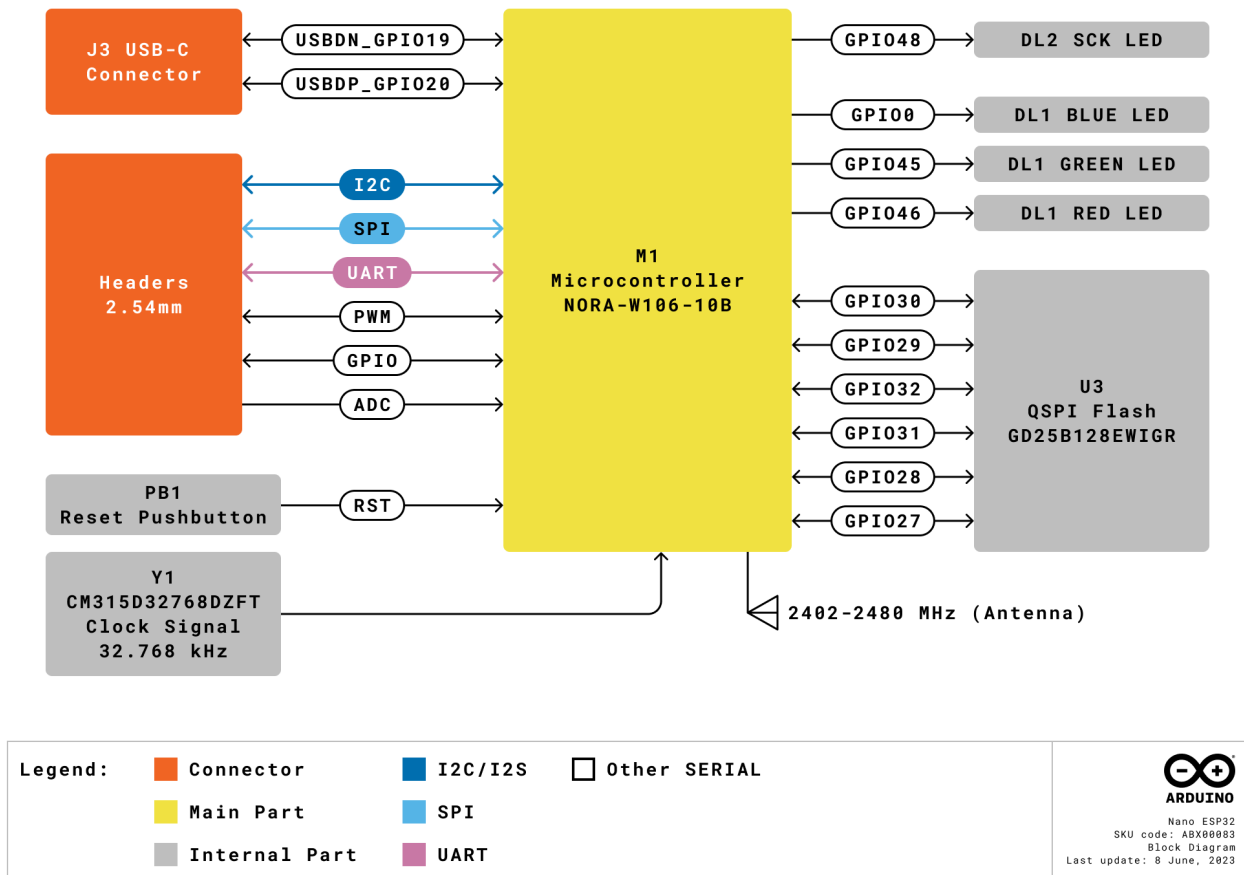 J3 USB-C
Connector
USBDN_GPIO19
USBDP_GPIO20
Headers
2.54mm
I2C
SPI
UART
PWM
GPIO
ADC
PB1
Reset Pushbutton
RST
Y1
CM315D32768DZFT
Clock Signal
32.768 kHz
M1
Microcontroller
NORA-W106-10B
GPIO48
DL2 SCK LED
GPIO0
DL1 BLUE LED
GPIO45
DL1 GREEN LED
GPIO46
DL1 RED LED
GPIO30
GPIO29
GPIO32
GPIO31
GPIO28
GPIO27
U3
QSPI Flash
GD25B128EWIGR
2402-2480 MHz (Antenna)
Legend:
Connector
Main Part
Internal Part
I2C/I2S
SPI
UART
Other SERIAL
ARDUINO
Nano ESP32
SKU code: ABX00083
Block Diagram
Last update: 8 June, 2023